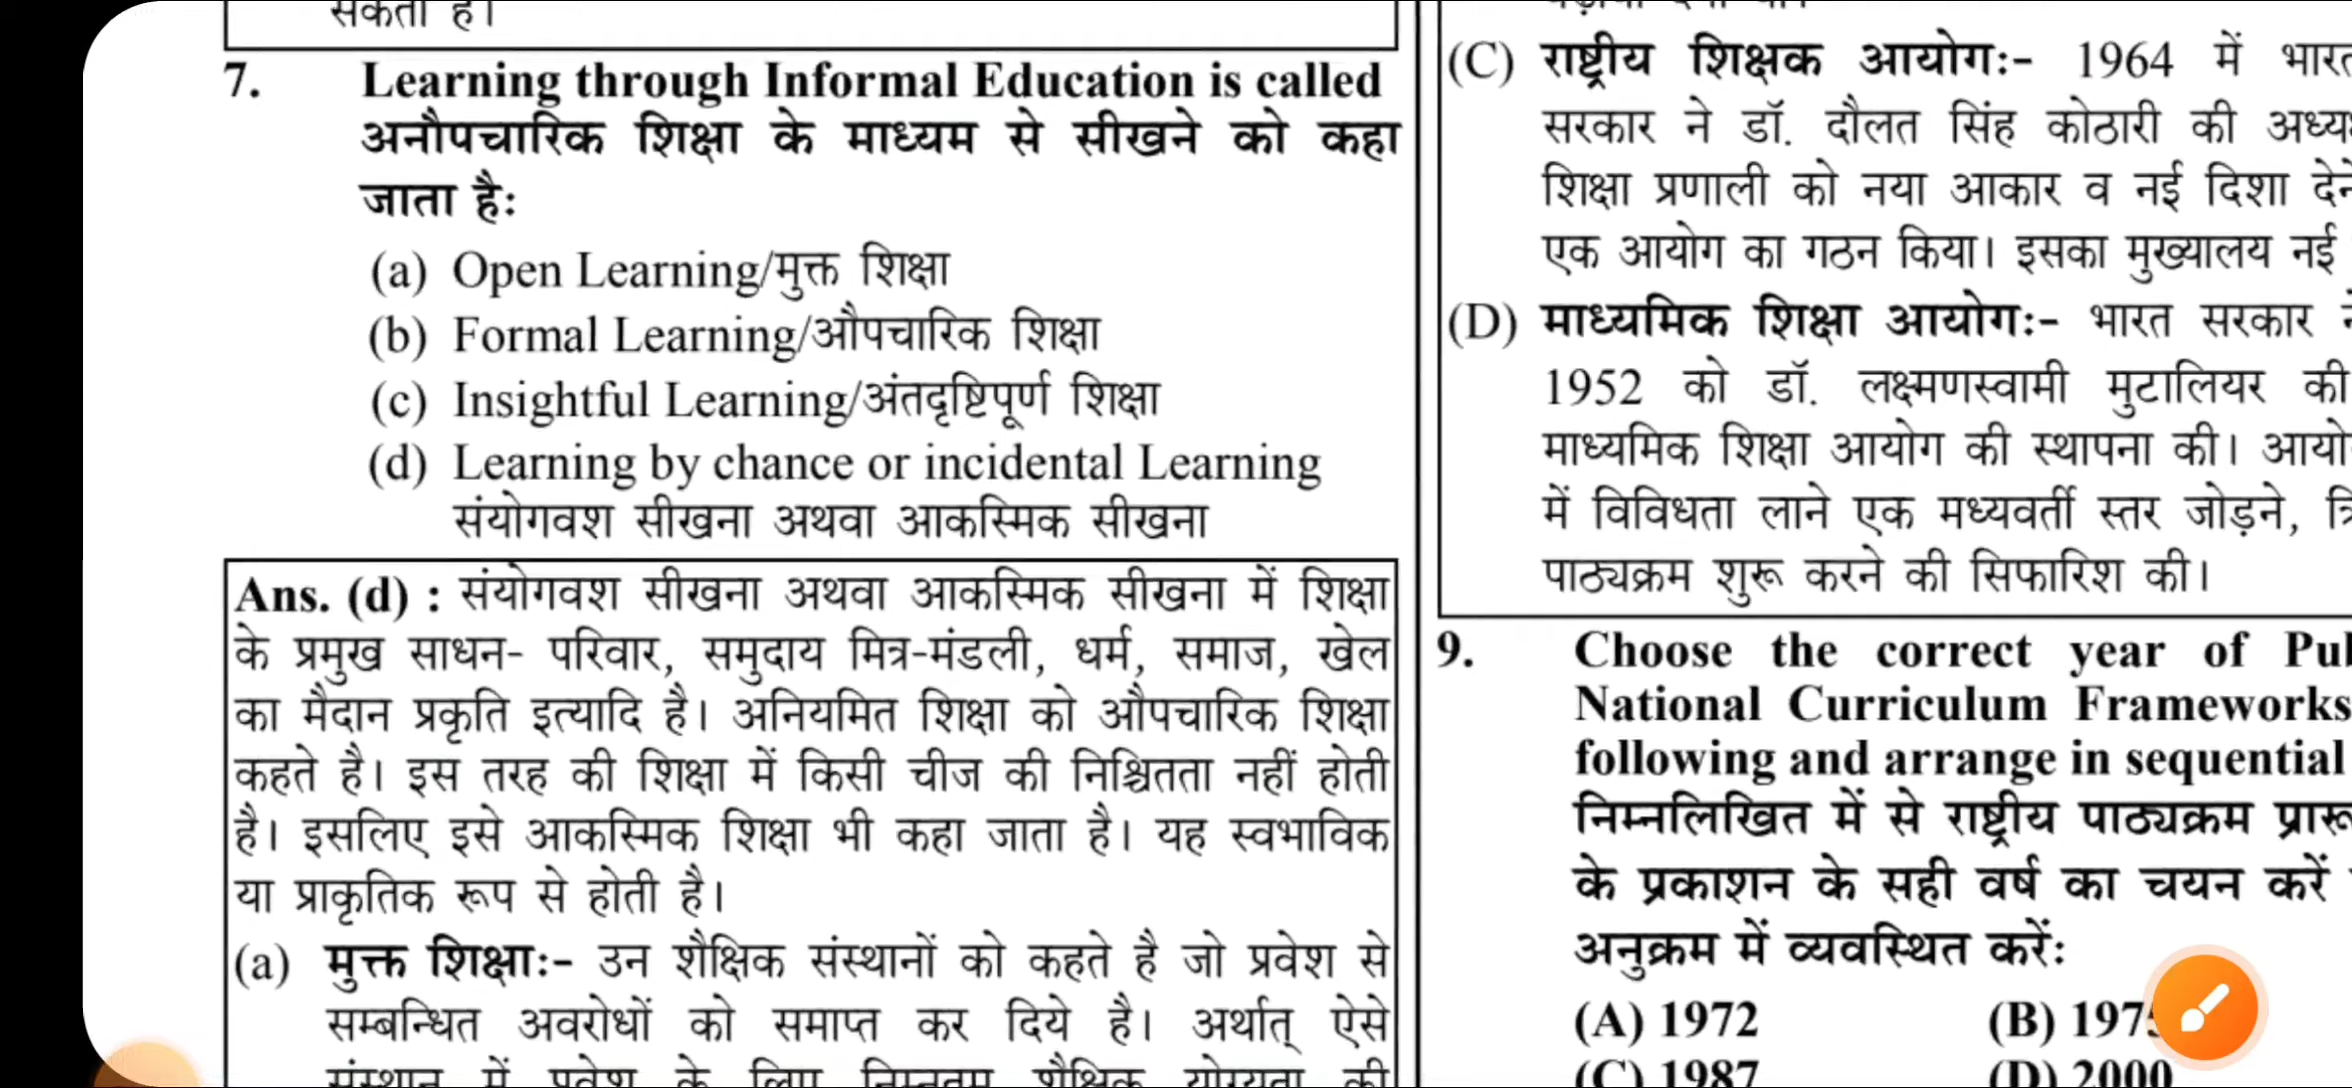 सकता है।
7. Learning through Informal Education is called
अनौपचारिक शिक्षा के माध्यम से सीखने को कहा
जाता हैः
(a) Open Learning/मुक्त शिक्षा
(b) Formal Learning/औपचारिक शिक्षा
(c) Insightful Learning/अंतदृष्टिपूर्ण शिक्षा
(d) Learning by chance or incidental Learning
संयोगवश सीखना अथवा आकस्मिक सीखना
Ans. (d) : संयोगवश सीखना अथवा आकस्मिक सीखना में शिक्षा
के प्रमुख साधन- परिवार, समुदाय मित्र-मंडली, धर्म, समाज, खेल
का मैदान प्रकृति इत्यादि है। अनियमित शिक्षा को औपचारिक शिक्षा
कहते है। इस तरह की शिक्षा में किसी चीज की निश्चितता नहीं होती
है। इसलिए इसे आकस्मिक शिक्षा भी कहा जाता है। यह स्वभाविक
या प्राकृतिक रूप से होती है।
(a) मुक्त शिक्षाः- उन शैक्षिक संस्थानों को कहते है जो प्रवेश से
सम्बन्धित अवरोधों को समाप्त कर दिये है। अर्थात् ऐसे
संस्थान में प्रवेश के लिए निम्नतम शैक्षिक योग्यता की
(C) राष्ट्रीय शिक्षक आयोगः- 1964 में
सरकार ने डॉ. दौलत सिंह कोठारी की
शिक्षा प्रणाली को नया आकार व नई दिशा
एक आयोग का गठन किया। इसका मुख्यालय नई
(D) माध्यमिक शिक्षा आयोगः- भारत सरकार
1952 को डॉ. लक्ष्मणस्वामी मुटालियर की
माध्यमिक शिक्षा आयोग की स्थापना की।
में विविधता लाने एक मध्यवर्ती स्तर जोड़ने,
पाठ्यक्रम शुरू करने की सिफारिश की।
9. Choose the correct year of
National Curriculum Frameworks
following and arrange in sequential
निम्नलिखित में से राष्ट्रीय पाठ्यक्रम
के प्रकाशन के सही वर्ष का चयन करें
अनुक्रम में व्यवस्थित करेंः
(A) 1972 (B)
(C) 1987 (D) 2000